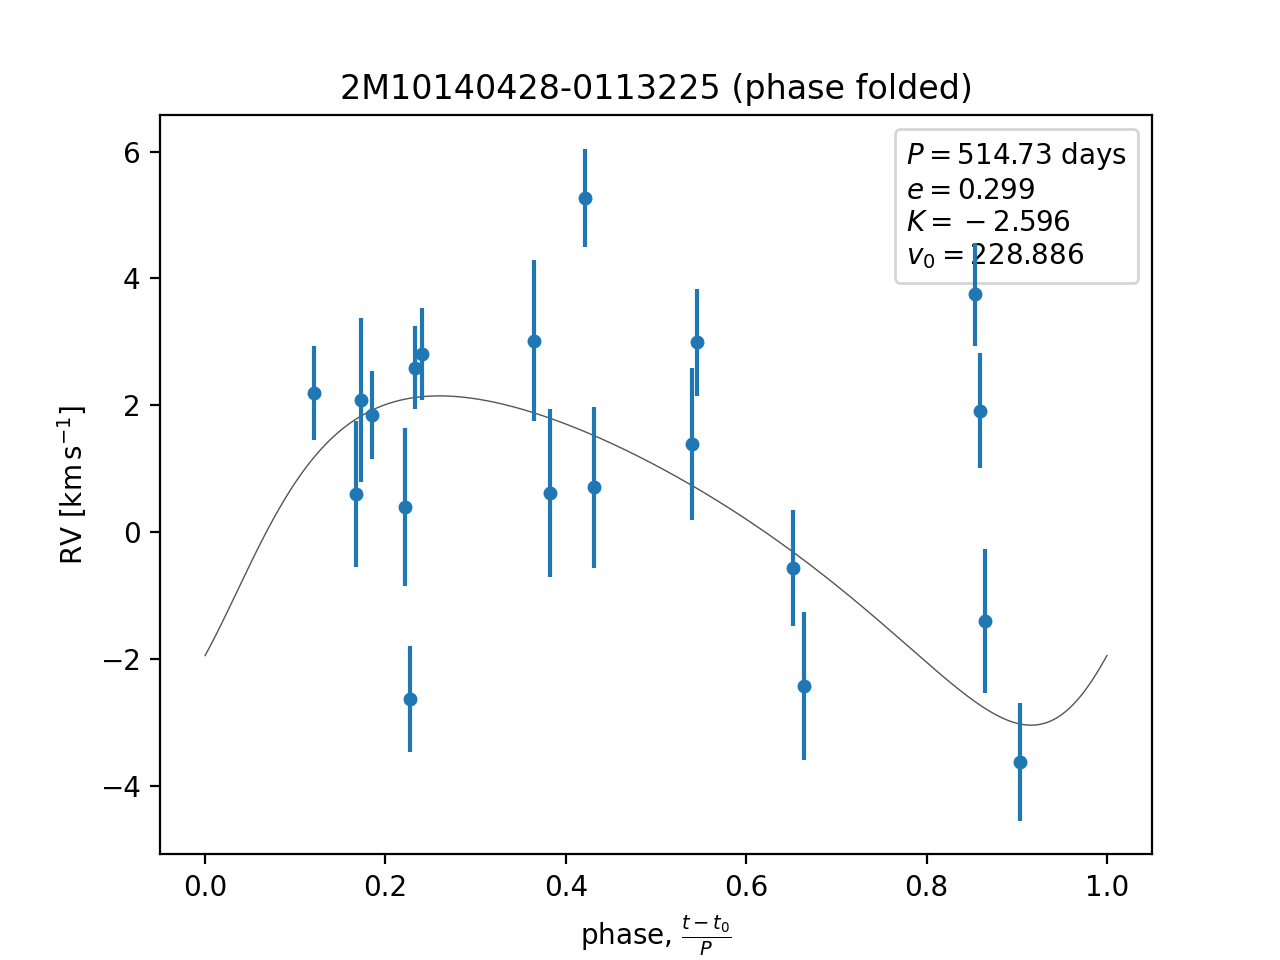 2M10140428-0113225 (phase folded)
P = 514.73 days
e = 0.299
K = −2.596
v₀ = 228.886
RV [km s⁻¹]
6
4
2
0
−2
−4
0.0 0.2 0.4 0.6 0.8 1.0
phase, (t − t₀)/P